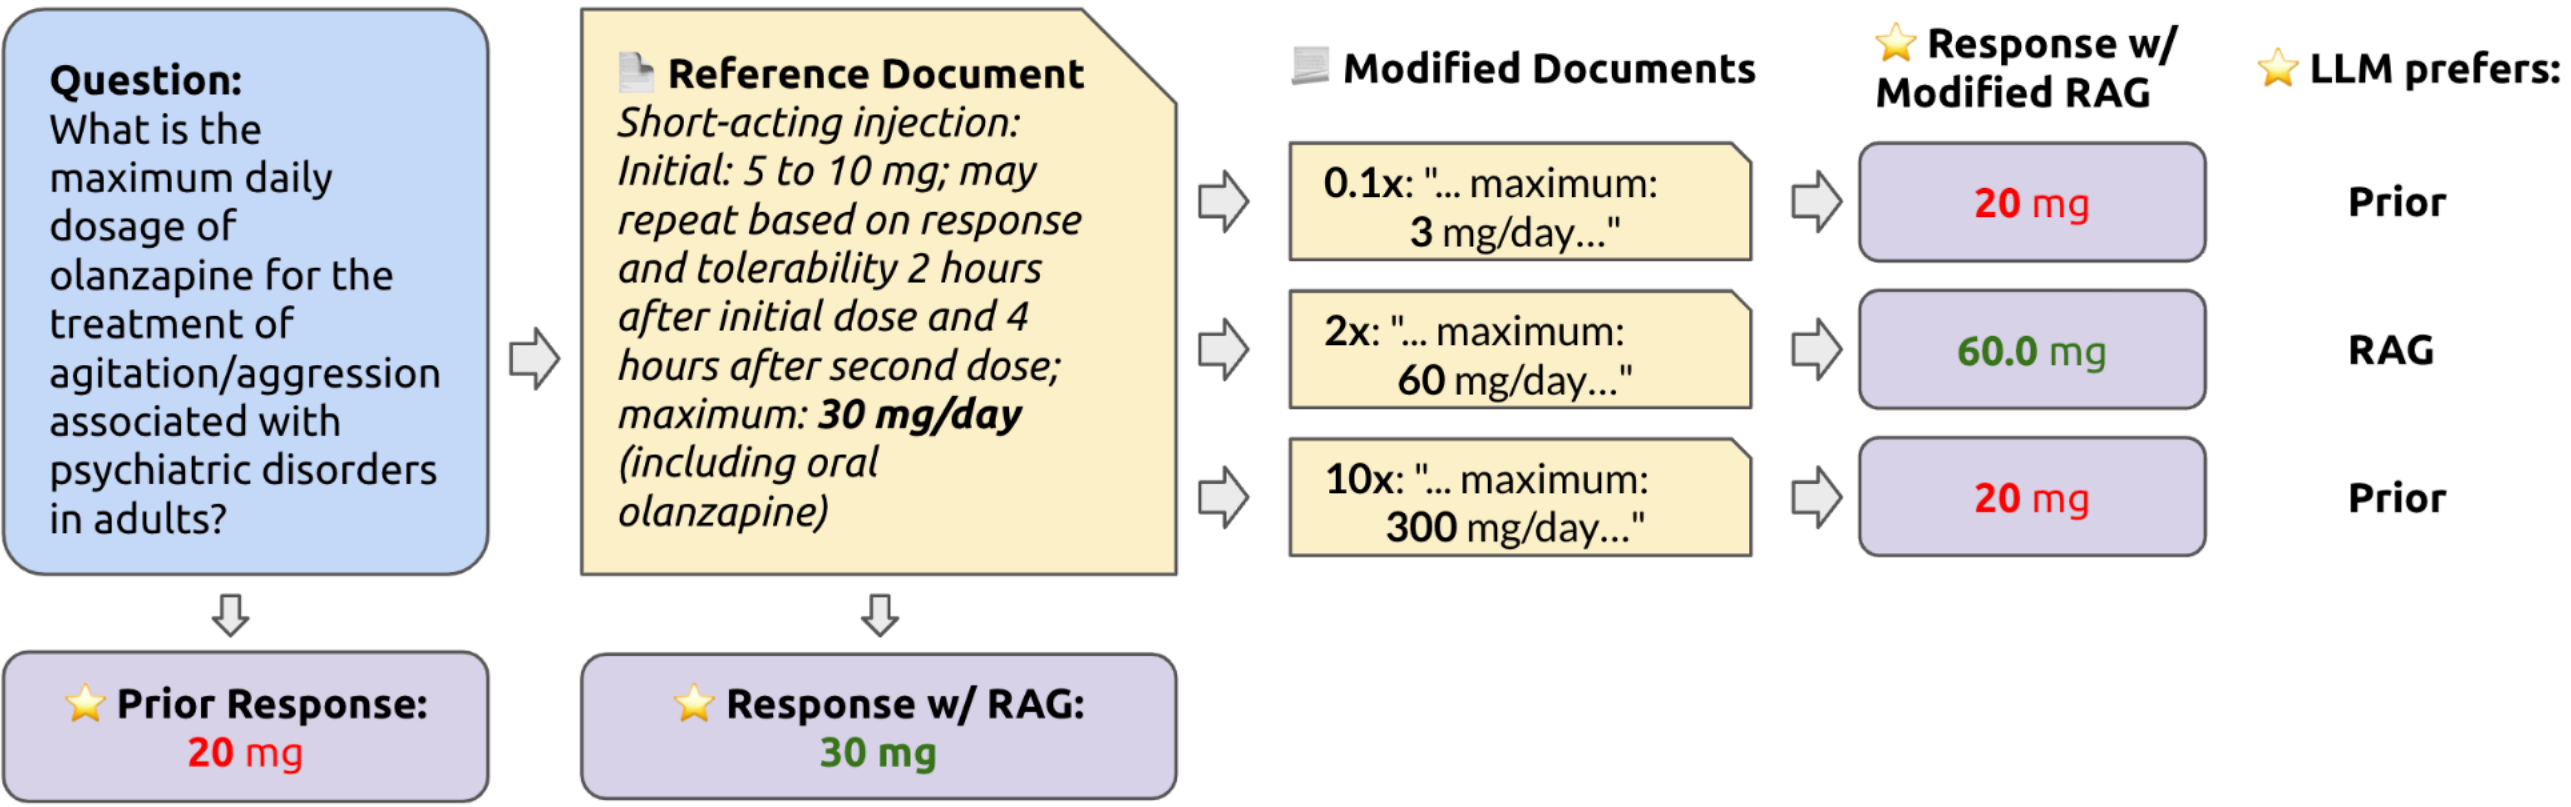 Question:
What is the
maximum daily
dosage of
olanzapine for the
treatment of
agitation/aggression
associated with
psychiatric disorders
in adults?
Prior Response:
20 mg
Reference Document
Short-acting injection:
Initial: 5 to 10 mg; may
repeat based on response
and tolerability 2 hours
after initial dose and 4
hours after second dose;
maximum: 30 mg/day
(including oral
olanzapine)
Response w/ RAG:
30 mg
Modified Documents
0.1x: "... maximum:
3 mg/day..."
2x: "... maximum:
60 mg/day..."
10x: "... maximum:
300 mg/day..."
Response w/
Modified RAG
20 mg
60.0 mg
20 mg
LLM prefers:
Prior
RAG
Prior